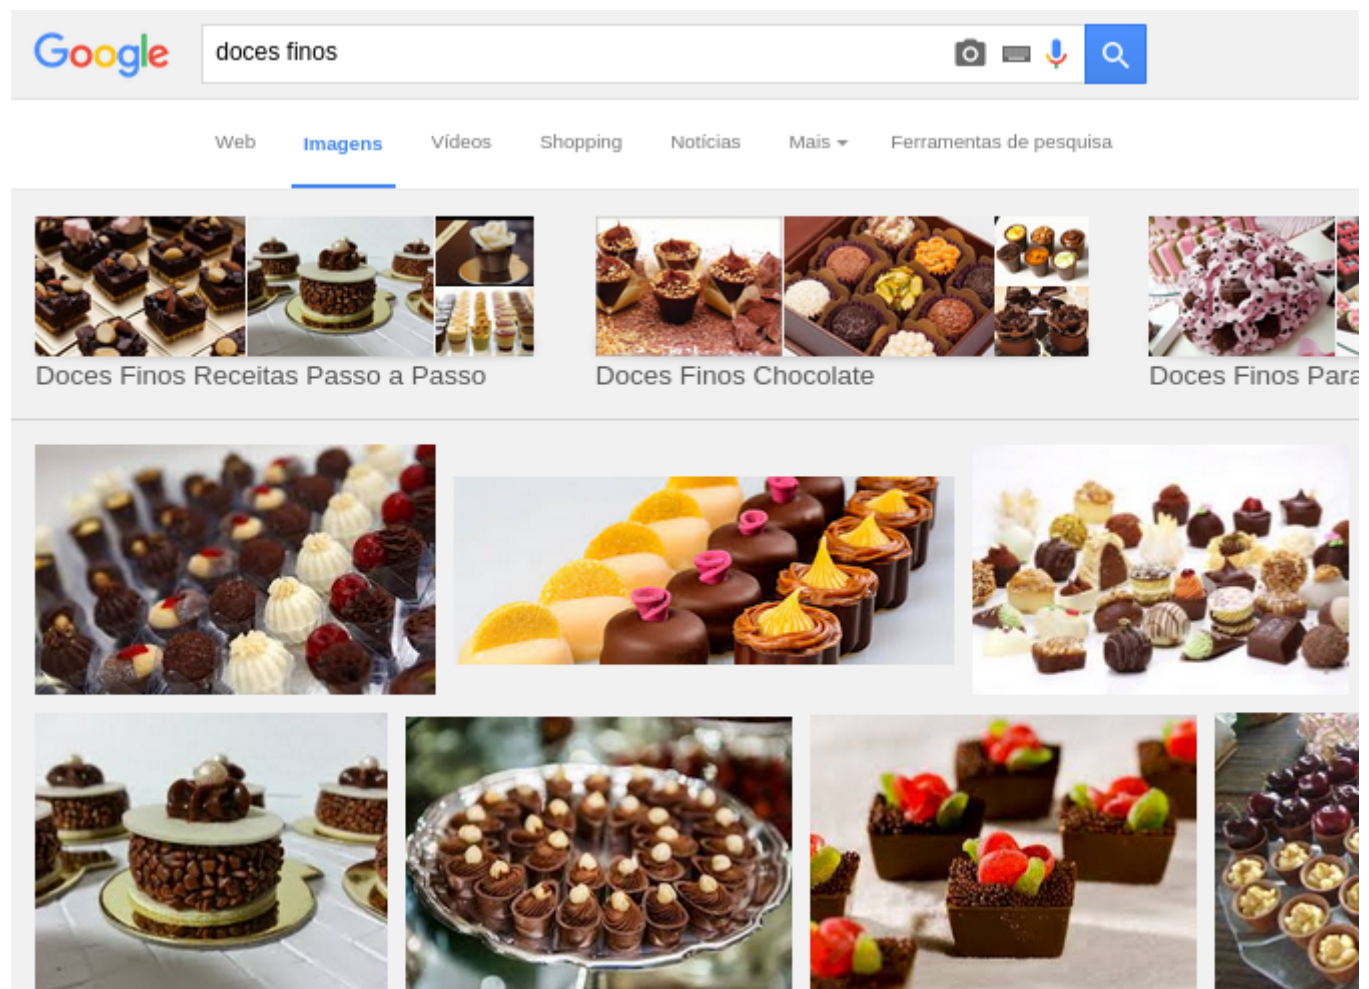 Google
doces finos
Web Imagens Vídeos Shopping Notícias Mais Ferramentas de pesquisa
Doces Finos Receitas Passo a Passo
Doces Finos Chocolate
Doces Finos Para